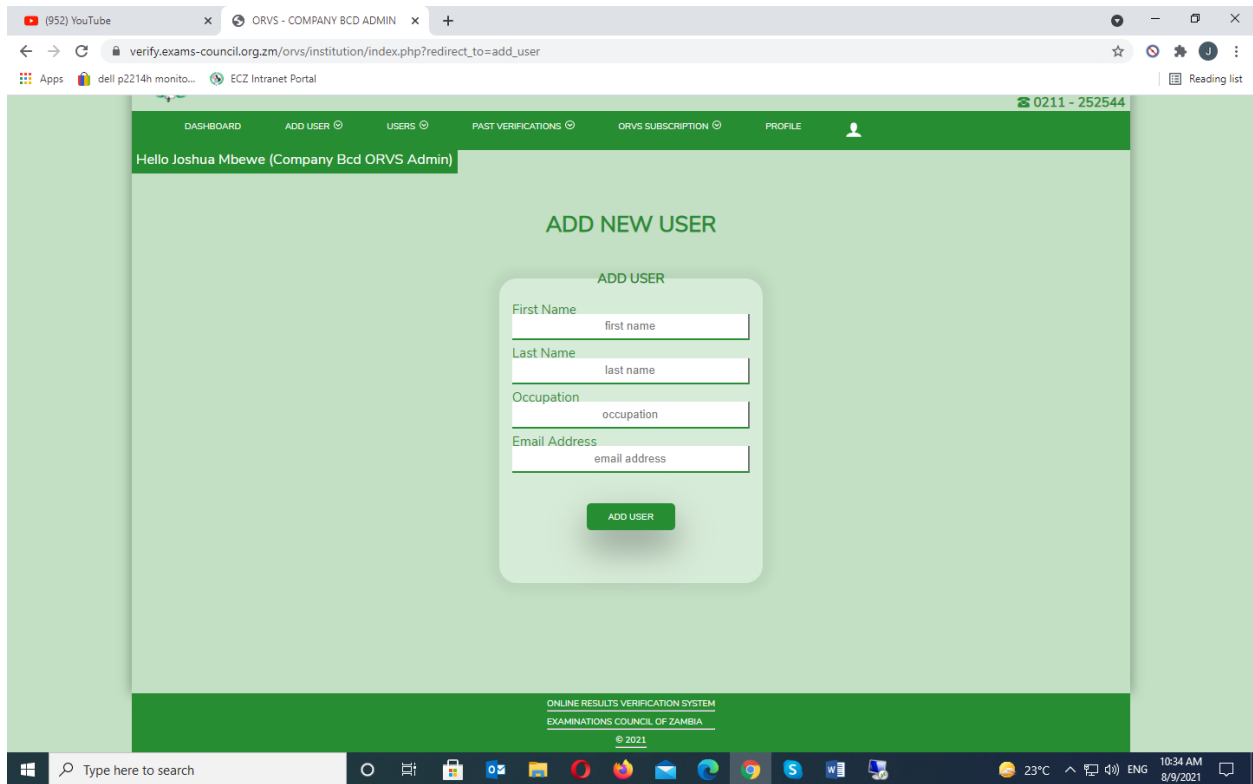 (952) YouTube
ORVS - COMPANY BCD ADMIN
verify.exams-council.org.zm/orvs/institution/index.php?redirect_to=add_user
J
Apps dell p2214h monito... ECZ Intranet Portal Reading list
0211 - 252544
DASHBOARD ADD USER USERS PAST VERIFICATIONS ORVS SUBSCRIPTION PROFILE
Hello Joshua Mbewe (Company Bcd ORVS Admin)
ADD NEW USER
ADD USER
First Name
first name
Last Name
last name
Occupation
occupation
Email Address
email address
ADD USER
ONLINE RESULTS VERIFICATION SYSTEM
EXAMINATIONS COUNCIL OF ZAMBIA
© 2021
Type here to search
23°C ENG 10:34 AM
8/9/2021